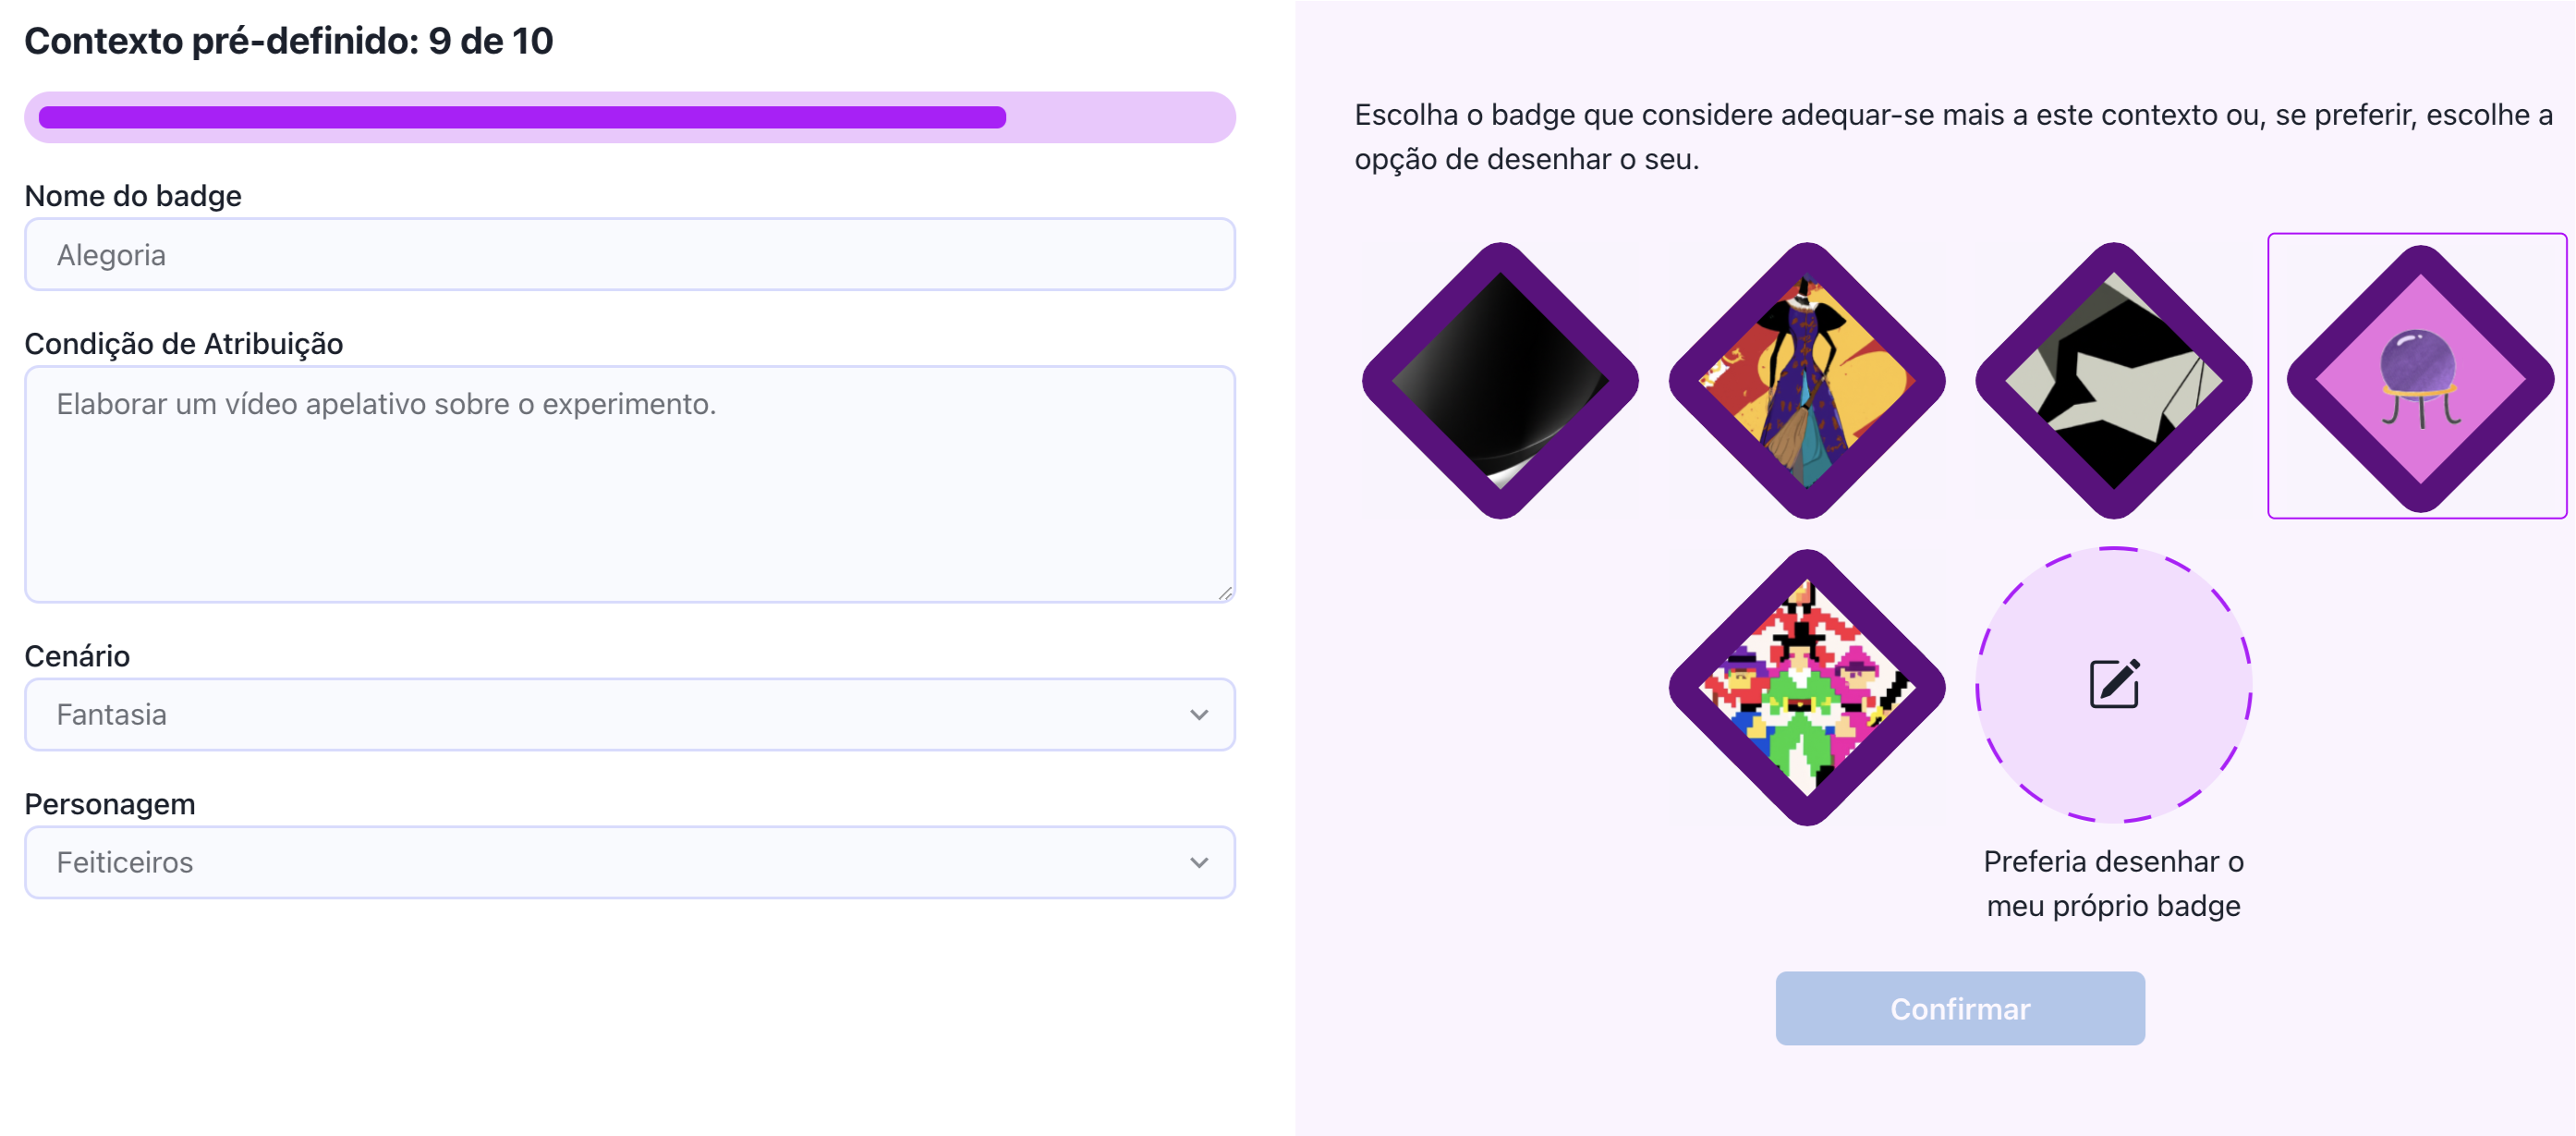 Contexto pré-definido: 9 de 10
Nome do badge
Alegoria
Condição de Atribuição
Elaborar um vídeo apelativo sobre o experimento.
Cenário
Fantasia
Personagem
Feiticeiros
Escolha o badge que considere adequar-se mais a este contexto ou, se preferir, escolhe a
opção de desenhar o seu.
Preferia desenhar o
meu próprio badge
Confirmar